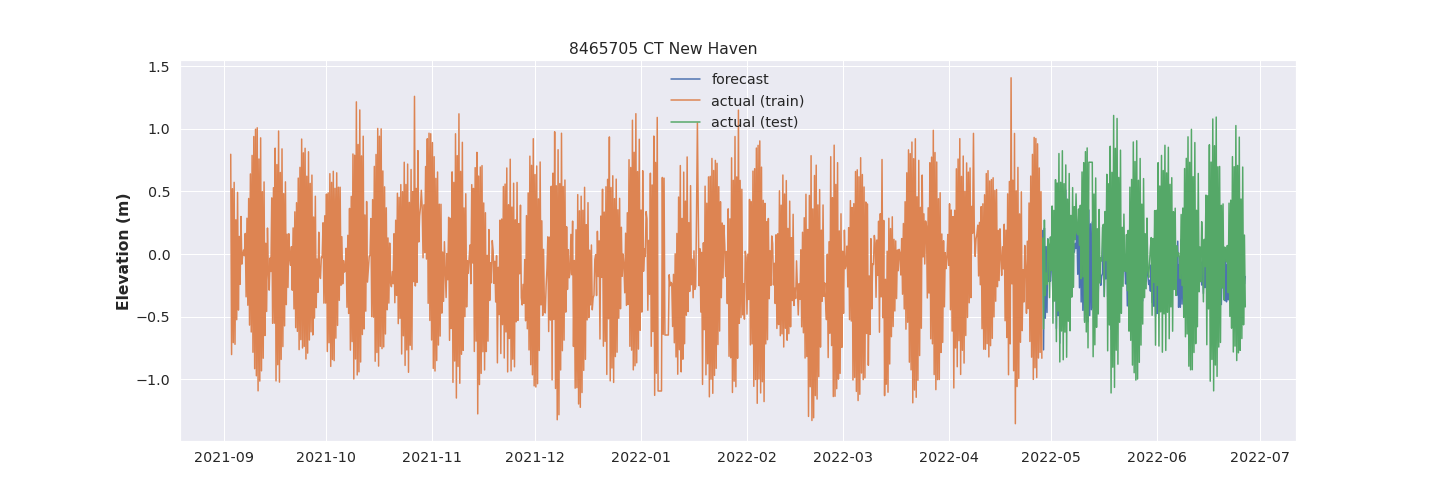 8465705 CT New Haven
forecast
actual (train)
actual (test)
Elevation (m)
1.5
1.0
0.5
0.0
−0.5
−1.0
2021-09 2021-10 2021-11 2021-12 2022-01 2022-02 2022-03 2022-04 2022-05 2022-06 2022-07